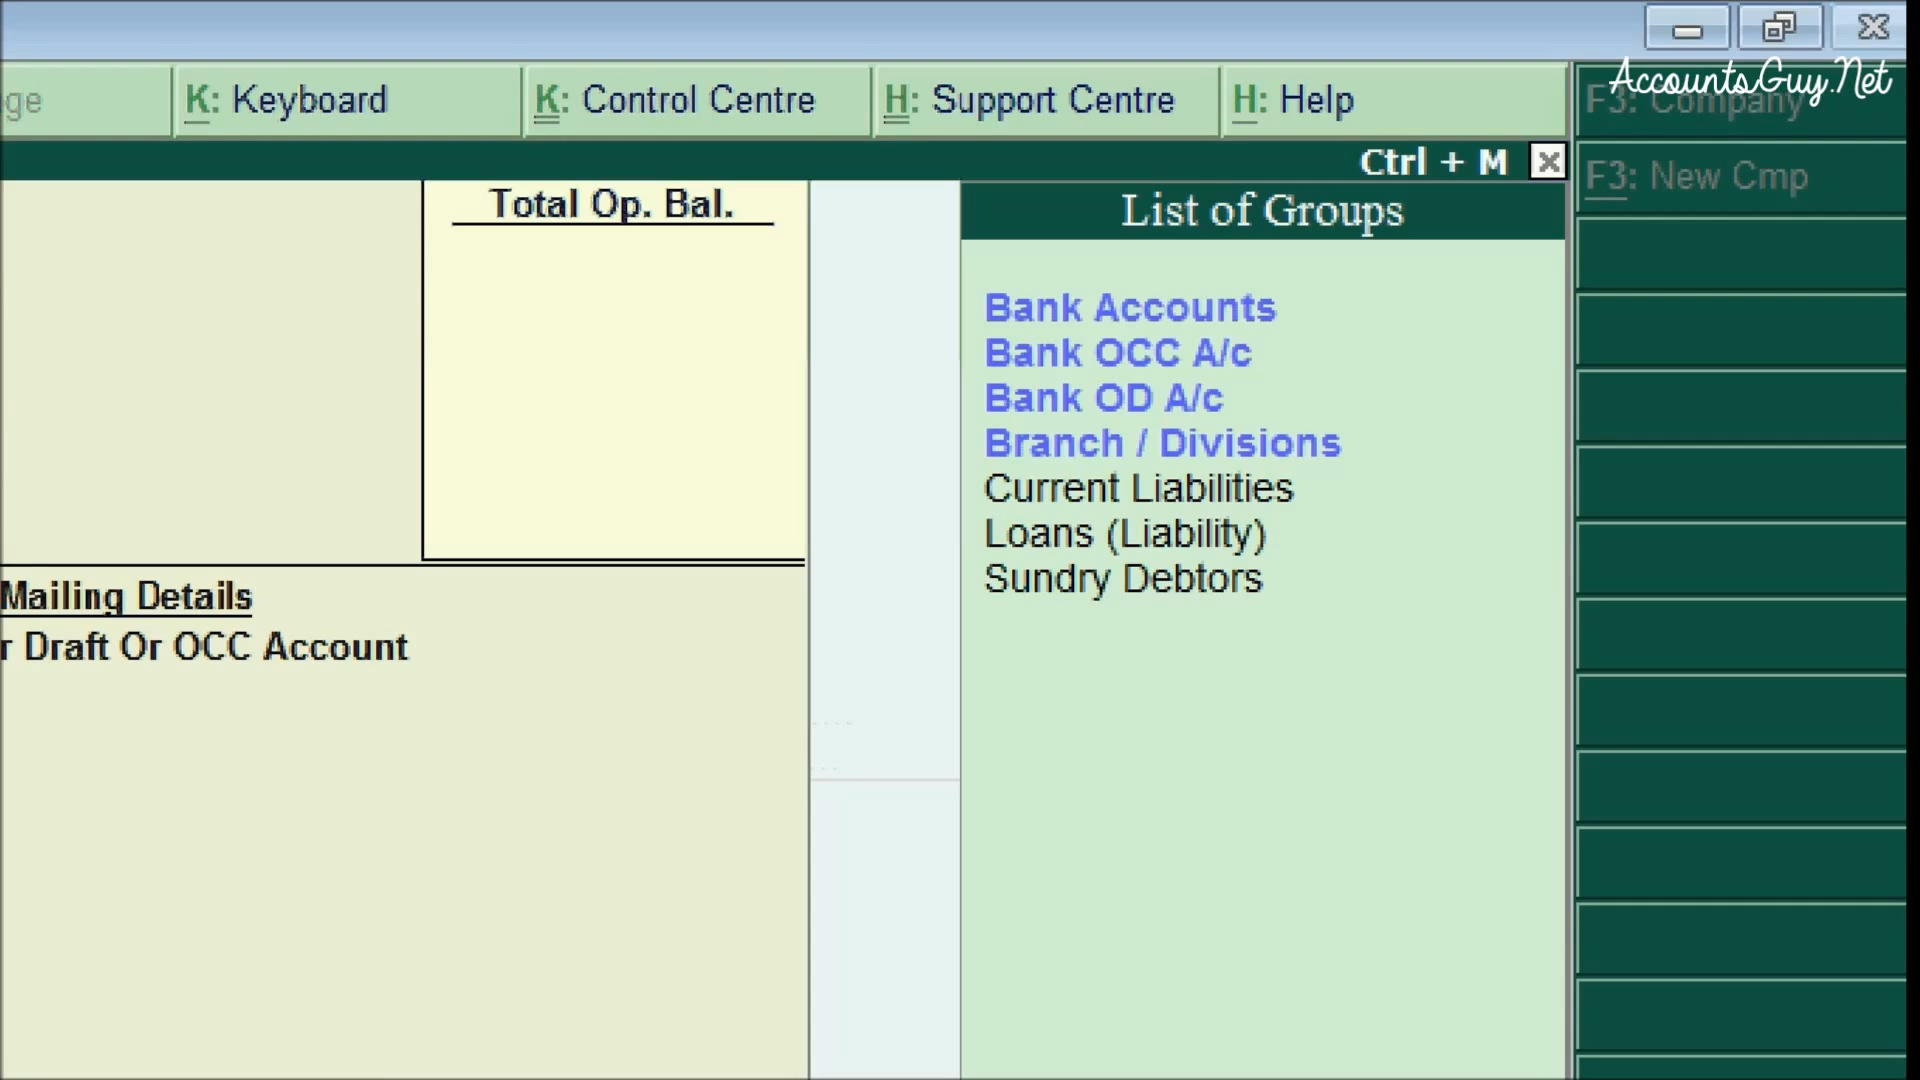 ge
K: Keyboard
K: Control Centre
H: Support Centre
H: Help
AccountsGuy.Net
F3: Company
Ctrl + M
F3: New Cmp
Total Op. Bal.
List of Groups
Bank Accounts
Bank OCC A/c
Bank OD A/c
Branch / Divisions
Current Liabilities
Loans (Liability)
Sundry Debtors
Mailing Details
r Draft Or OCC Account